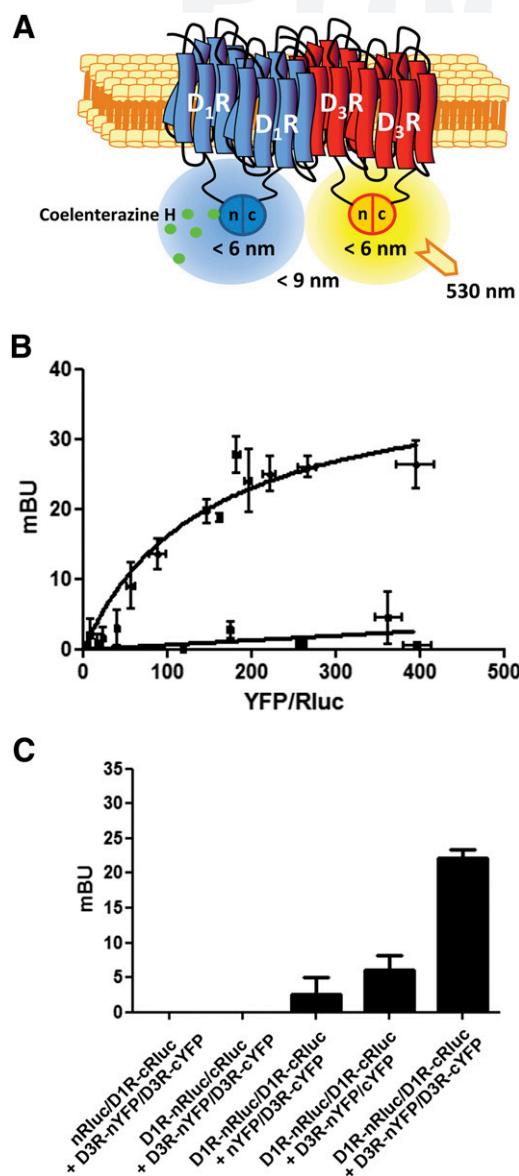 A
D₁R
D₁R
D₃R
D₃R
Coelenterazine H
n c
< 6 nm
n c
< 6 nm
< 9 nm
530 nm
B
40
30
20
10
0
mBU
0 100 200 300 400 500
YFP/Rluc
C
35
30
25
20
15
10
5
0
mBU
nRluc/D1R-cRluc
+ D3R-nYFP/D3R-cYFP
D1R-nRluc/cRluc
+ D3R-nYFP/D3R-cYFP
D1R-nRluc/D1R-cRluc
+ nYFP/D3R-cYFP
D1R-nRluc/D1R-cRluc
+ D3R-nYFP/cYFP
D1R-nRluc/D1R-cRluc
+ D3R-nYFP/D3R-cYFP